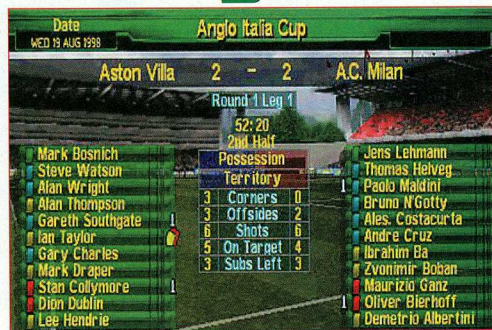 Date
WED 19 AUG 1998
Anglo Italia Cup
Aston Villa 2 - 2 A.C. Milan
Round 1 Leg 1
52:20
2nd Half
Possession
Territory
3 Corners 0
3 Offsides 2
6 Shots 6
5 On Target 4
3 Subs Left 3
Mark Bosnich
Steve Watson
Alan Wright
Alan Thompson
Gareth Southgate 1
Ian Taylor
Gary Charles
Mark Draper
Stan Collymore 1
Dion Dublin
Lee Hendrie
Jens Lehmann
Thomas Helveg
1 Paolo Maldini
Bruno N'Gotty
Ales. Costacurta
Andre Cruz
Ibrahim Ba
Zvonimir Boban
Maurizio Ganz
1 Oliver Bierhoff
Demetrio Albertini